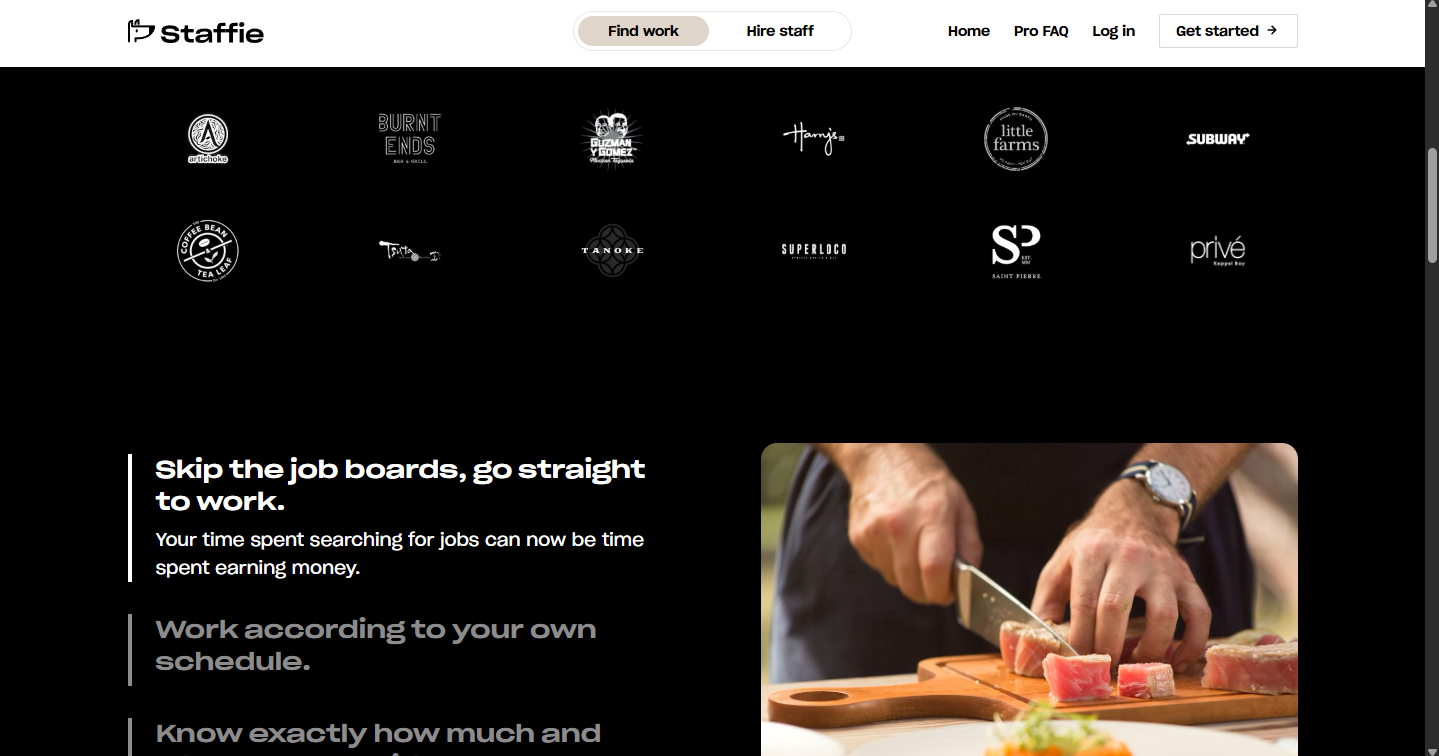 Staffie
Find work
Hire staff
Home
Pro FAQ
Log in
Get started
artichoke
BURNT
ENDS
BAR & GRILL
GUZMAN
Y GOMEZ
Mexican Taqueria
Harry's
little
farms
SUBWAY
THE COFFEE BEAN
& TEA LEAF
Tsuta
TANOKE
SUPERLOCO
SP
EST.
MM
SAINT PIERRE
privé
Keppel Bay
Skip the job boards, go straight
to work.
Your time spent searching for jobs can now be time
spent earning money.
Work according to your own
schedule.
Know exactly how much and